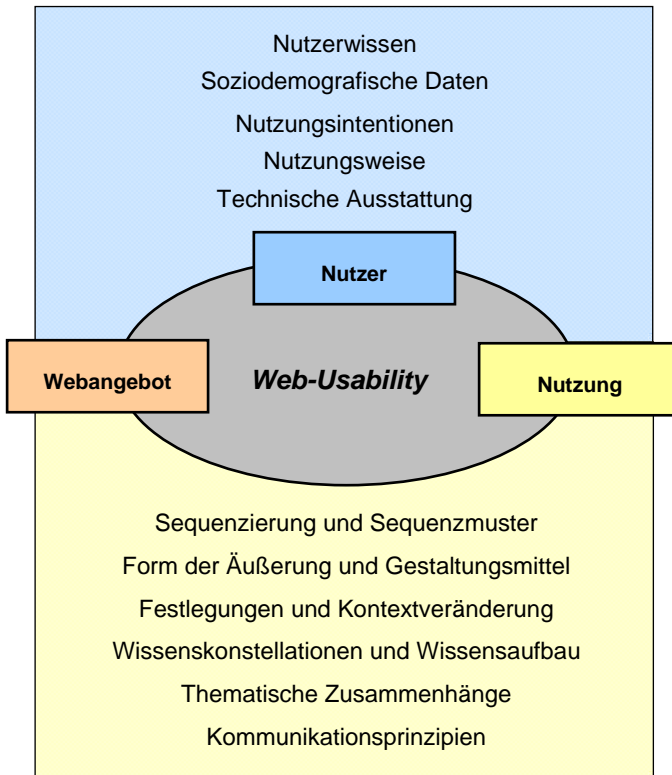 Nutzerwissen
Soziodemografische Daten
Nutzungsintentionen
Nutzungsweise
Technische Ausstattung
Nutzer
Webangebot
Web-Usability
Nutzung
Sequenzierung und Sequenzmuster
Form der Äußerung und Gestaltungsmittel
Festlegungen und Kontextveränderung
Wissenskonstellationen und Wissensaufbau
Thematische Zusammenhänge
Kommunikationsprinzipien